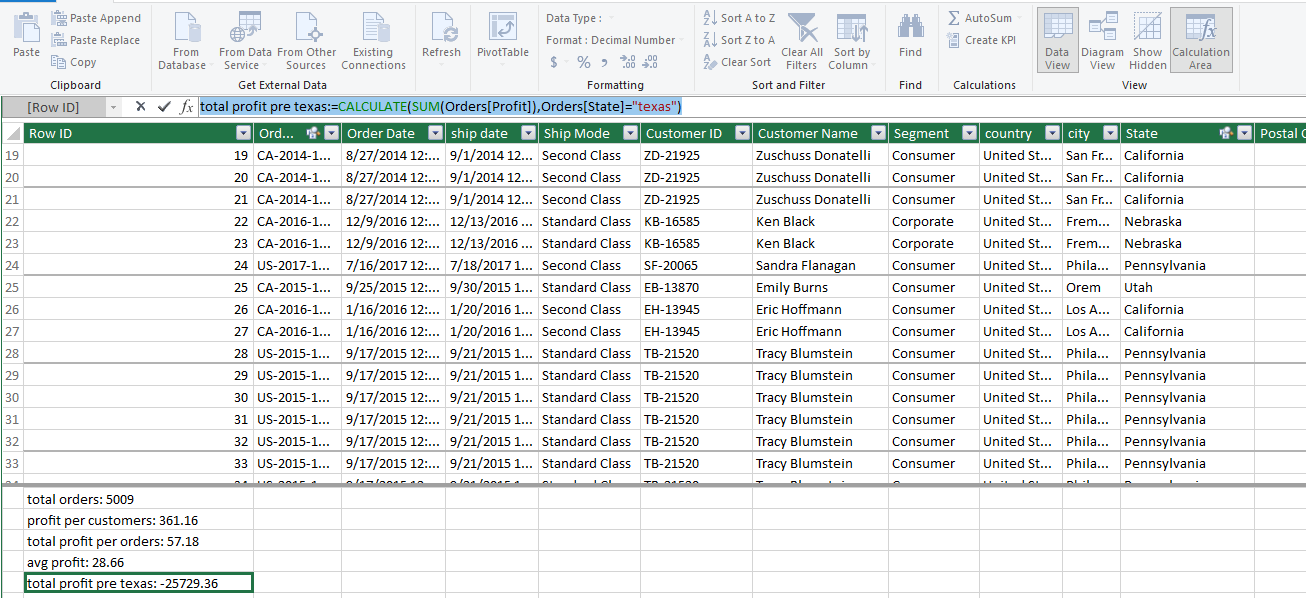 Paste
Paste Append
Paste Replace
Copy
Clipboard
From Database
From Data Service
From Other Sources
Existing Connections
Get External Data
Refresh
PivotTable
Data Type :
Format : Decimal Number
$ % , .00 .00
Formatting
Sort A to Z
Sort Z to A
Clear Sort
Clear All Filters
Sort by Column
Sort and Filter
Find
Find
AutoSum
Create KPI
Calculations
Data View
Diagram View
Show Hidden
Calculation Area
View
[Row ID] fx total profit pre texas:=CALCULATE(SUM(Orders[Profit]),Orders[State]="texas")
Row ID Ord... Order Date ship date Ship Mode Customer ID Customer Name Segment country city State Postal
19 19 CA-2014-1... 8/27/2014 12:... 9/1/2014 12... Second Class ZD-21925 Zuschuss Donatelli Consumer United St... San Fr... California
20 20 CA-2014-1... 8/27/2014 12:... 9/1/2014 12... Second Class ZD-21925 Zuschuss Donatelli Consumer United St... San Fr... California
21 21 CA-2014-1... 8/27/2014 12:... 9/1/2014 12... Second Class ZD-21925 Zuschuss Donatelli Consumer United St... San Fr... California
22 22 CA-2016-1... 12/9/2016 12:... 12/13/2016 ... Standard Class KB-16585 Ken Black Corporate United St... Frem... Nebraska
23 23 CA-2016-1... 12/9/2016 12:... 12/13/2016 ... Standard Class KB-16585 Ken Black Corporate United St... Frem... Nebraska
24 24 US-2017-1... 7/16/2017 12:... 7/18/2017 1... Second Class SF-20065 Sandra Flanagan Consumer United St... Phila... Pennsylvania
25 25 CA-2015-1... 9/25/2015 12:... 9/30/2015 1... Standard Class EB-13870 Emily Burns Consumer United St... Orem Utah
26 26 CA-2016-1... 1/16/2016 12:... 1/20/2016 1... Second Class EH-13945 Eric Hoffmann Consumer United St... Los A... California
27 27 CA-2016-1... 1/16/2016 12:... 1/20/2016 1... Second Class EH-13945 Eric Hoffmann Consumer United St... Los A... California
28 28 US-2015-1... 9/17/2015 12:... 9/21/2015 1... Standard Class TB-21520 Tracy Blumstein Consumer United St... Phila... Pennsylvania
29 29 US-2015-1... 9/17/2015 12:... 9/21/2015 1... Standard Class TB-21520 Tracy Blumstein Consumer United St... Phila... Pennsylvania
30 30 US-2015-1... 9/17/2015 12:... 9/21/2015 1... Standard Class TB-21520 Tracy Blumstein Consumer United St... Phila... Pennsylvania
31 31 US-2015-1... 9/17/2015 12:... 9/21/2015 1... Standard Class TB-21520 Tracy Blumstein Consumer United St... Phila... Pennsylvania
32 32 US-2015-1... 9/17/2015 12:... 9/21/2015 1... Standard Class TB-21520 Tracy Blumstein Consumer United St... Phila... Pennsylvania
33 33 US-2015-1... 9/17/2015 12:... 9/21/2015 1... Standard Class TB-21520 Tracy Blumstein Consumer United St... Phila... Pennsylvania
total orders: 5009
profit per customers: 361.16
total profit per orders: 57.18
avg profit: 28.66
total profit pre texas: -25729.36